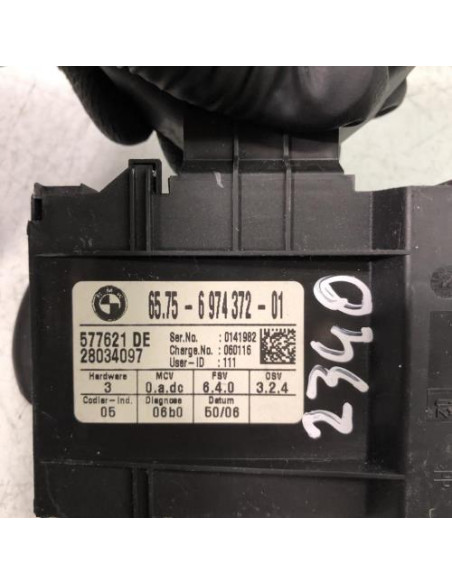 65.75 - 6 974 372 - 01
577621 DE
28034097
Ser.No. : 0141982
Charge.No. : 060116
User-ID : 111
Hardware MCV FSV OSV
3 0.a.dc 6.4.0 3.2.4
Codier-Ind. Diagnose Datum
05 06b0 50/06
2340